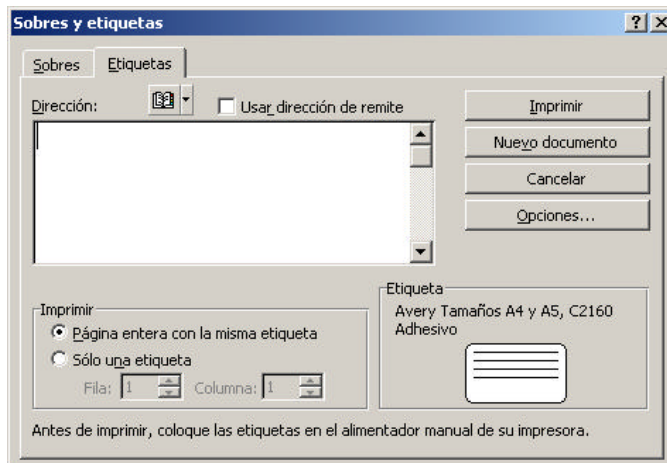 Sobres y etiquetas
Sobres
Etiquetas
Dirección:
Usar dirección de remite
Imprimir
Nuevo documento
Cancelar
Opciones...
Imprimir
Página entera con la misma etiqueta
Sólo una etiqueta
Fila: 1 Columna: 1
Etiqueta
Avery Tamaños A4 y A5, C2160
Adhesivo
Antes de imprimir, coloque las etiquetas en el alimentador manual de su impresora.